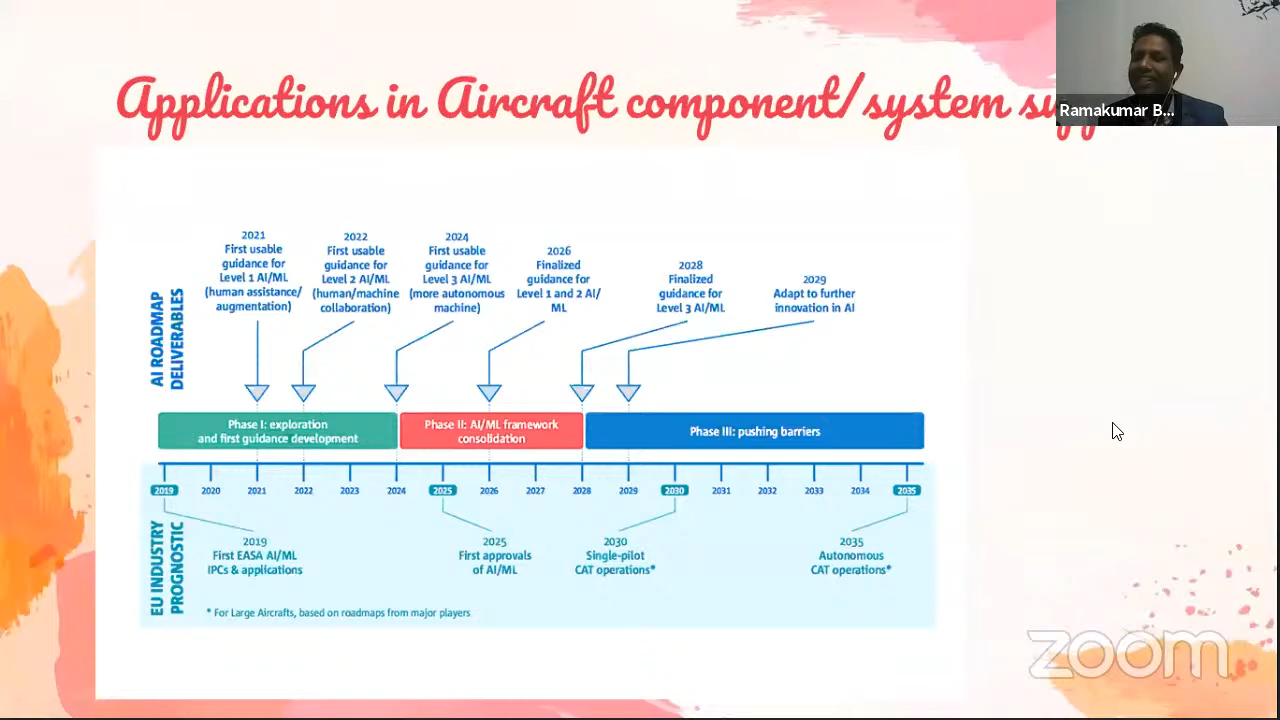 Applications in Aircraft component/system
Ramakumar B...
AI ROADMAP
DELIVERABLES
2021
First usable
guidance for
Level 1 AI/ML
(human assistance/
augmentation)
2022
First usable
guidance for
Level 2 AI/ML
(human/machine
collaboration)
2024
First usable
guidance for
Level 3 AI/ML
(more autonomous
machine)
2026
Finalized
guidance for
Level 1 and 2 AI/
ML
2028
Finalized
guidance for
Level 3 AI/ML
2029
Adapt to further
innovation in AI
Phase I: exploration
and first guidance development
Phase II: AI/ML framework
consolidation
Phase III: pushing barriers
2019 2020 2021 2022 2023 2024 2025 2026 2027 2028 2029 2030 2031 2032 2033 2034 2035
EU INDUSTRY
PROGNOSTIC
2019
First EASA AI/ML
IPCs & applications
2025
First approvals
of AI/ML
2030
Single-pilot
CAT operations*
2035
Autonomous
CAT operations*
* For Large Aircrafts, based on roadmaps from major players
zoom